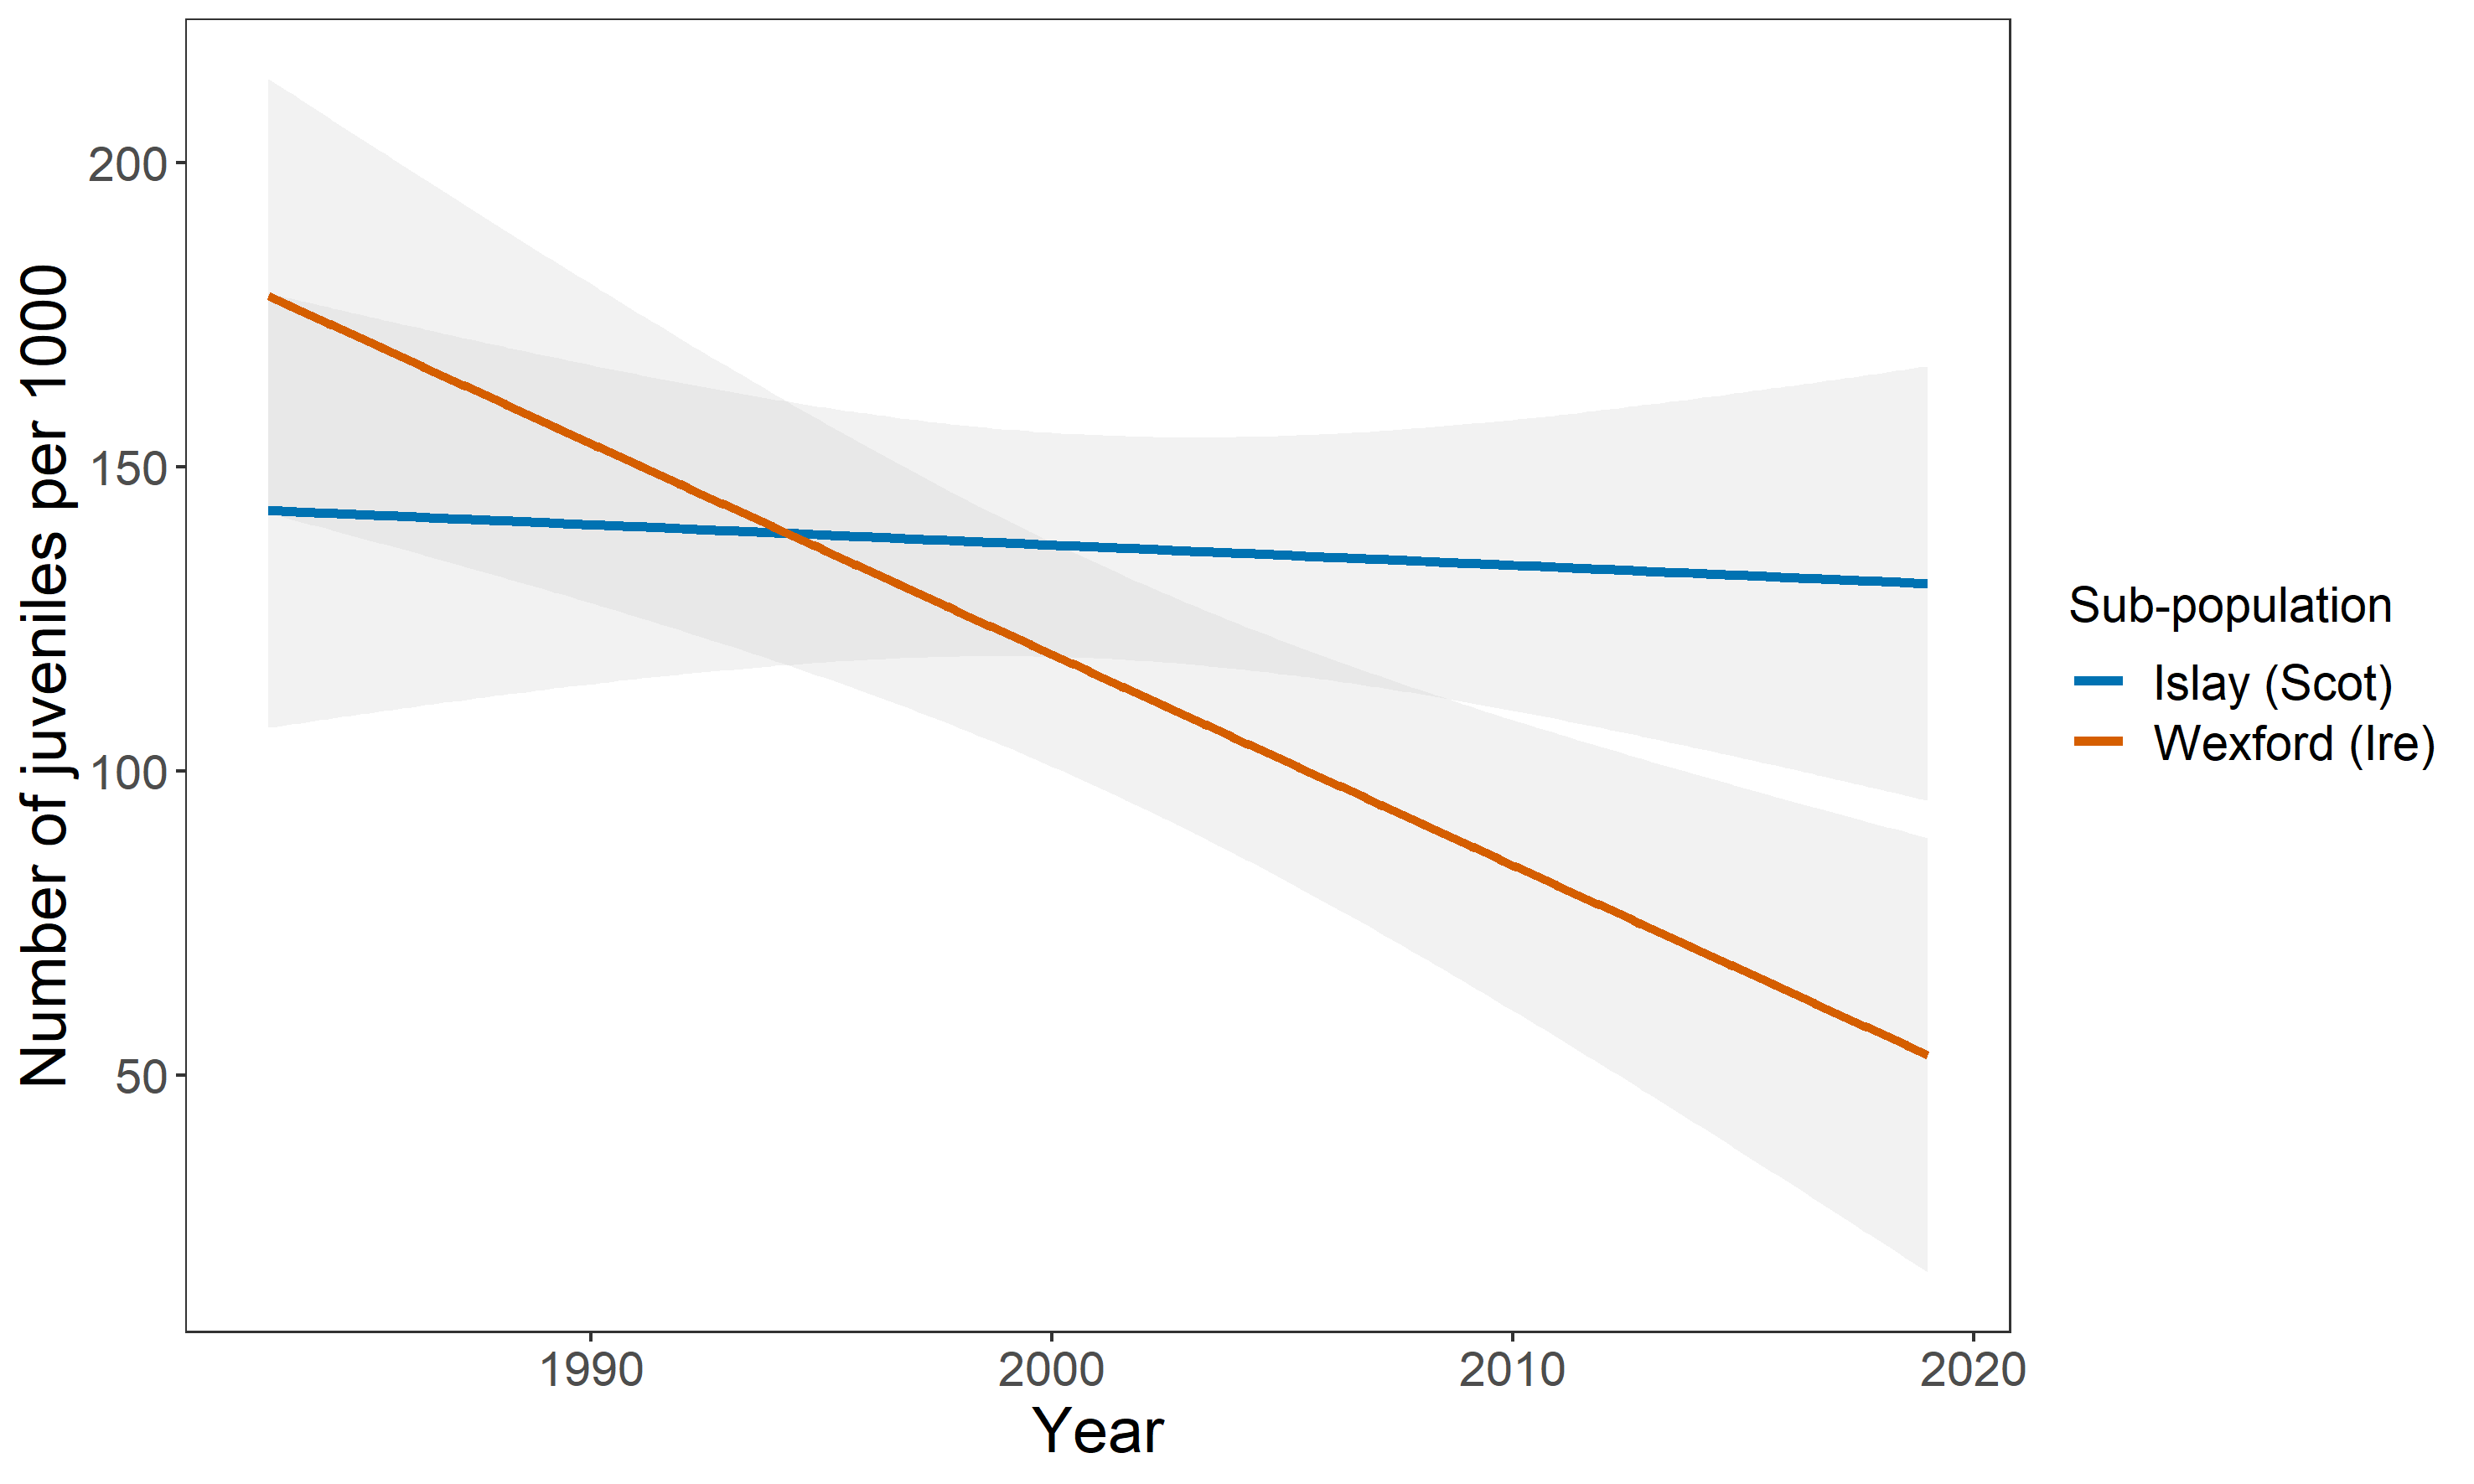 Number of juveniles per 1000
200
150
100
50
1990
2000
2010
2020
Year
Sub-population
Islay (Scot)
Wexford (Ire)